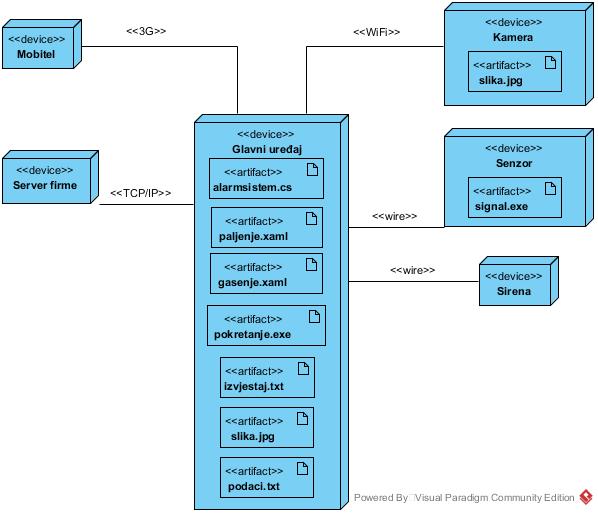 <<device>>
Mobitel
<<3G>>
<<WiFi>>
<<device>>
Kamera
<<artifact>>
slika.jpg
<<device>>
Server firme
<<TCP/IP>>
<<device>>
Glavni uređaj
<<artifact>>
alarmsistem.cs
<<artifact>>
paljenje.xaml
<<artifact>>
gasenje.xaml
<<artifact>>
pokretanje.exe
<<artifact>>
izvjestaj.txt
<<artifact>>
slika.jpg
<<artifact>>
podaci.txt
<<device>>
Senzor
<<artifact>>
signal.exe
<<wire>>
<<wire>>
<<device>>
Sirena
Powered By Visual Paradigm Community Edition